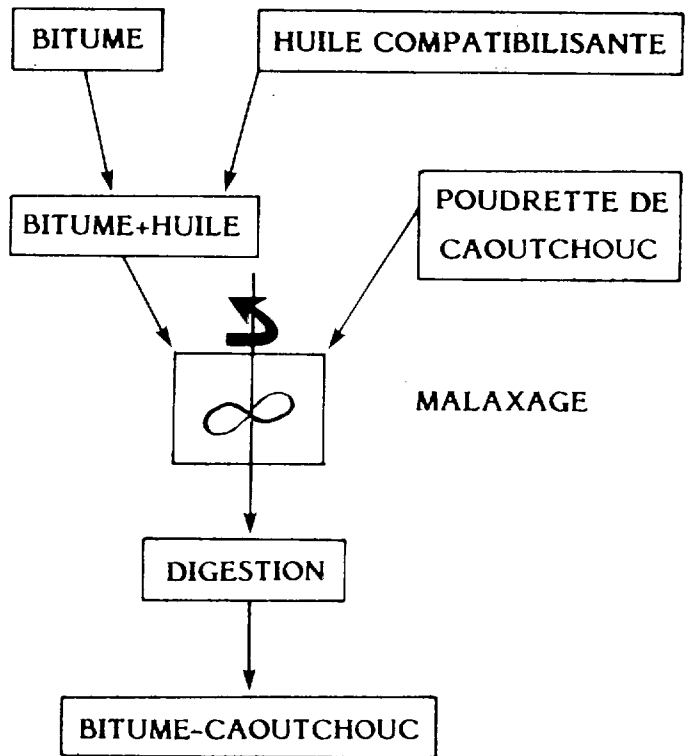 BITUME
HUILE COMPATIBILISANTE
BITUME+HUILE
POUDRETTE DE
CAOUTCHOUC
MALAXAGE
DIGESTION
BITUME-CAOUTCHOUC